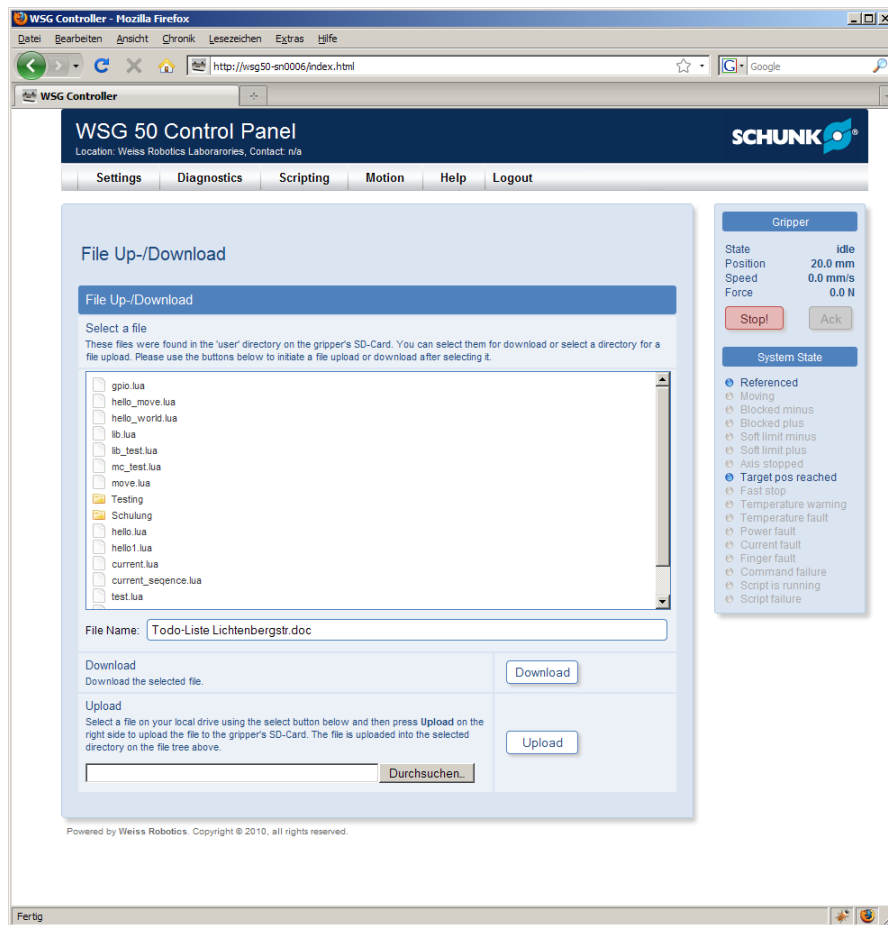 WSG Controller - Mozilla Firefox
Datei Bearbeiten Ansicht Chronik Lesezeichen Extras Hilfe
http://wsg50-sn0006/index.html
G Google
WSG Controller
WSG 50 Control Panel
Location: Weiss Robotics Laborarories, Contact: n/a
SCHUNK
Settings Diagnostics Scripting Motion Help Logout
File Up-/Download
File Up-/Download
Select a file
These files were found in the 'user' directory on the gripper's SD-Card. You can select them for download or select a directory for a
file upload. Please use the buttons below to initiate a file upload or download after selecting it.
gpio.lua
hello_move.lua
hello_world.lua
lib.lua
lib_test.lua
mc_test.lua
move.lua
Testing
Schulung
hello.lua
hello1.lua
current.lua
current_seqence.lua
test.lua
File Name: Todo-Liste Lichtenbergstr.doc
Download
Download the selected file.
Download
Upload
Select a file on your local drive using the select button below and then press Upload on the
right side to upload the file to the gripper's SD-Card. The file is uploaded into the selected
directory on the file tree above.
Upload
Durchsuchen..
Gripper
State idle
Position 20.0 mm
Speed 0.0 mm/s
Force 0.0 N
Stop! Ack
System State
Referenced
Moving
Blocked minus
Blocked plus
Soft limit minus
Soft limit plus
Axis stopped
Target pos reached
Fast stop
Temperature warning
Temperature fault
Power fault
Current fault
Finger fault
Command failure
Script is running
Script failure
Powered by Weiss Robotics. Copyright © 2010, all rights reserved.
Fertig